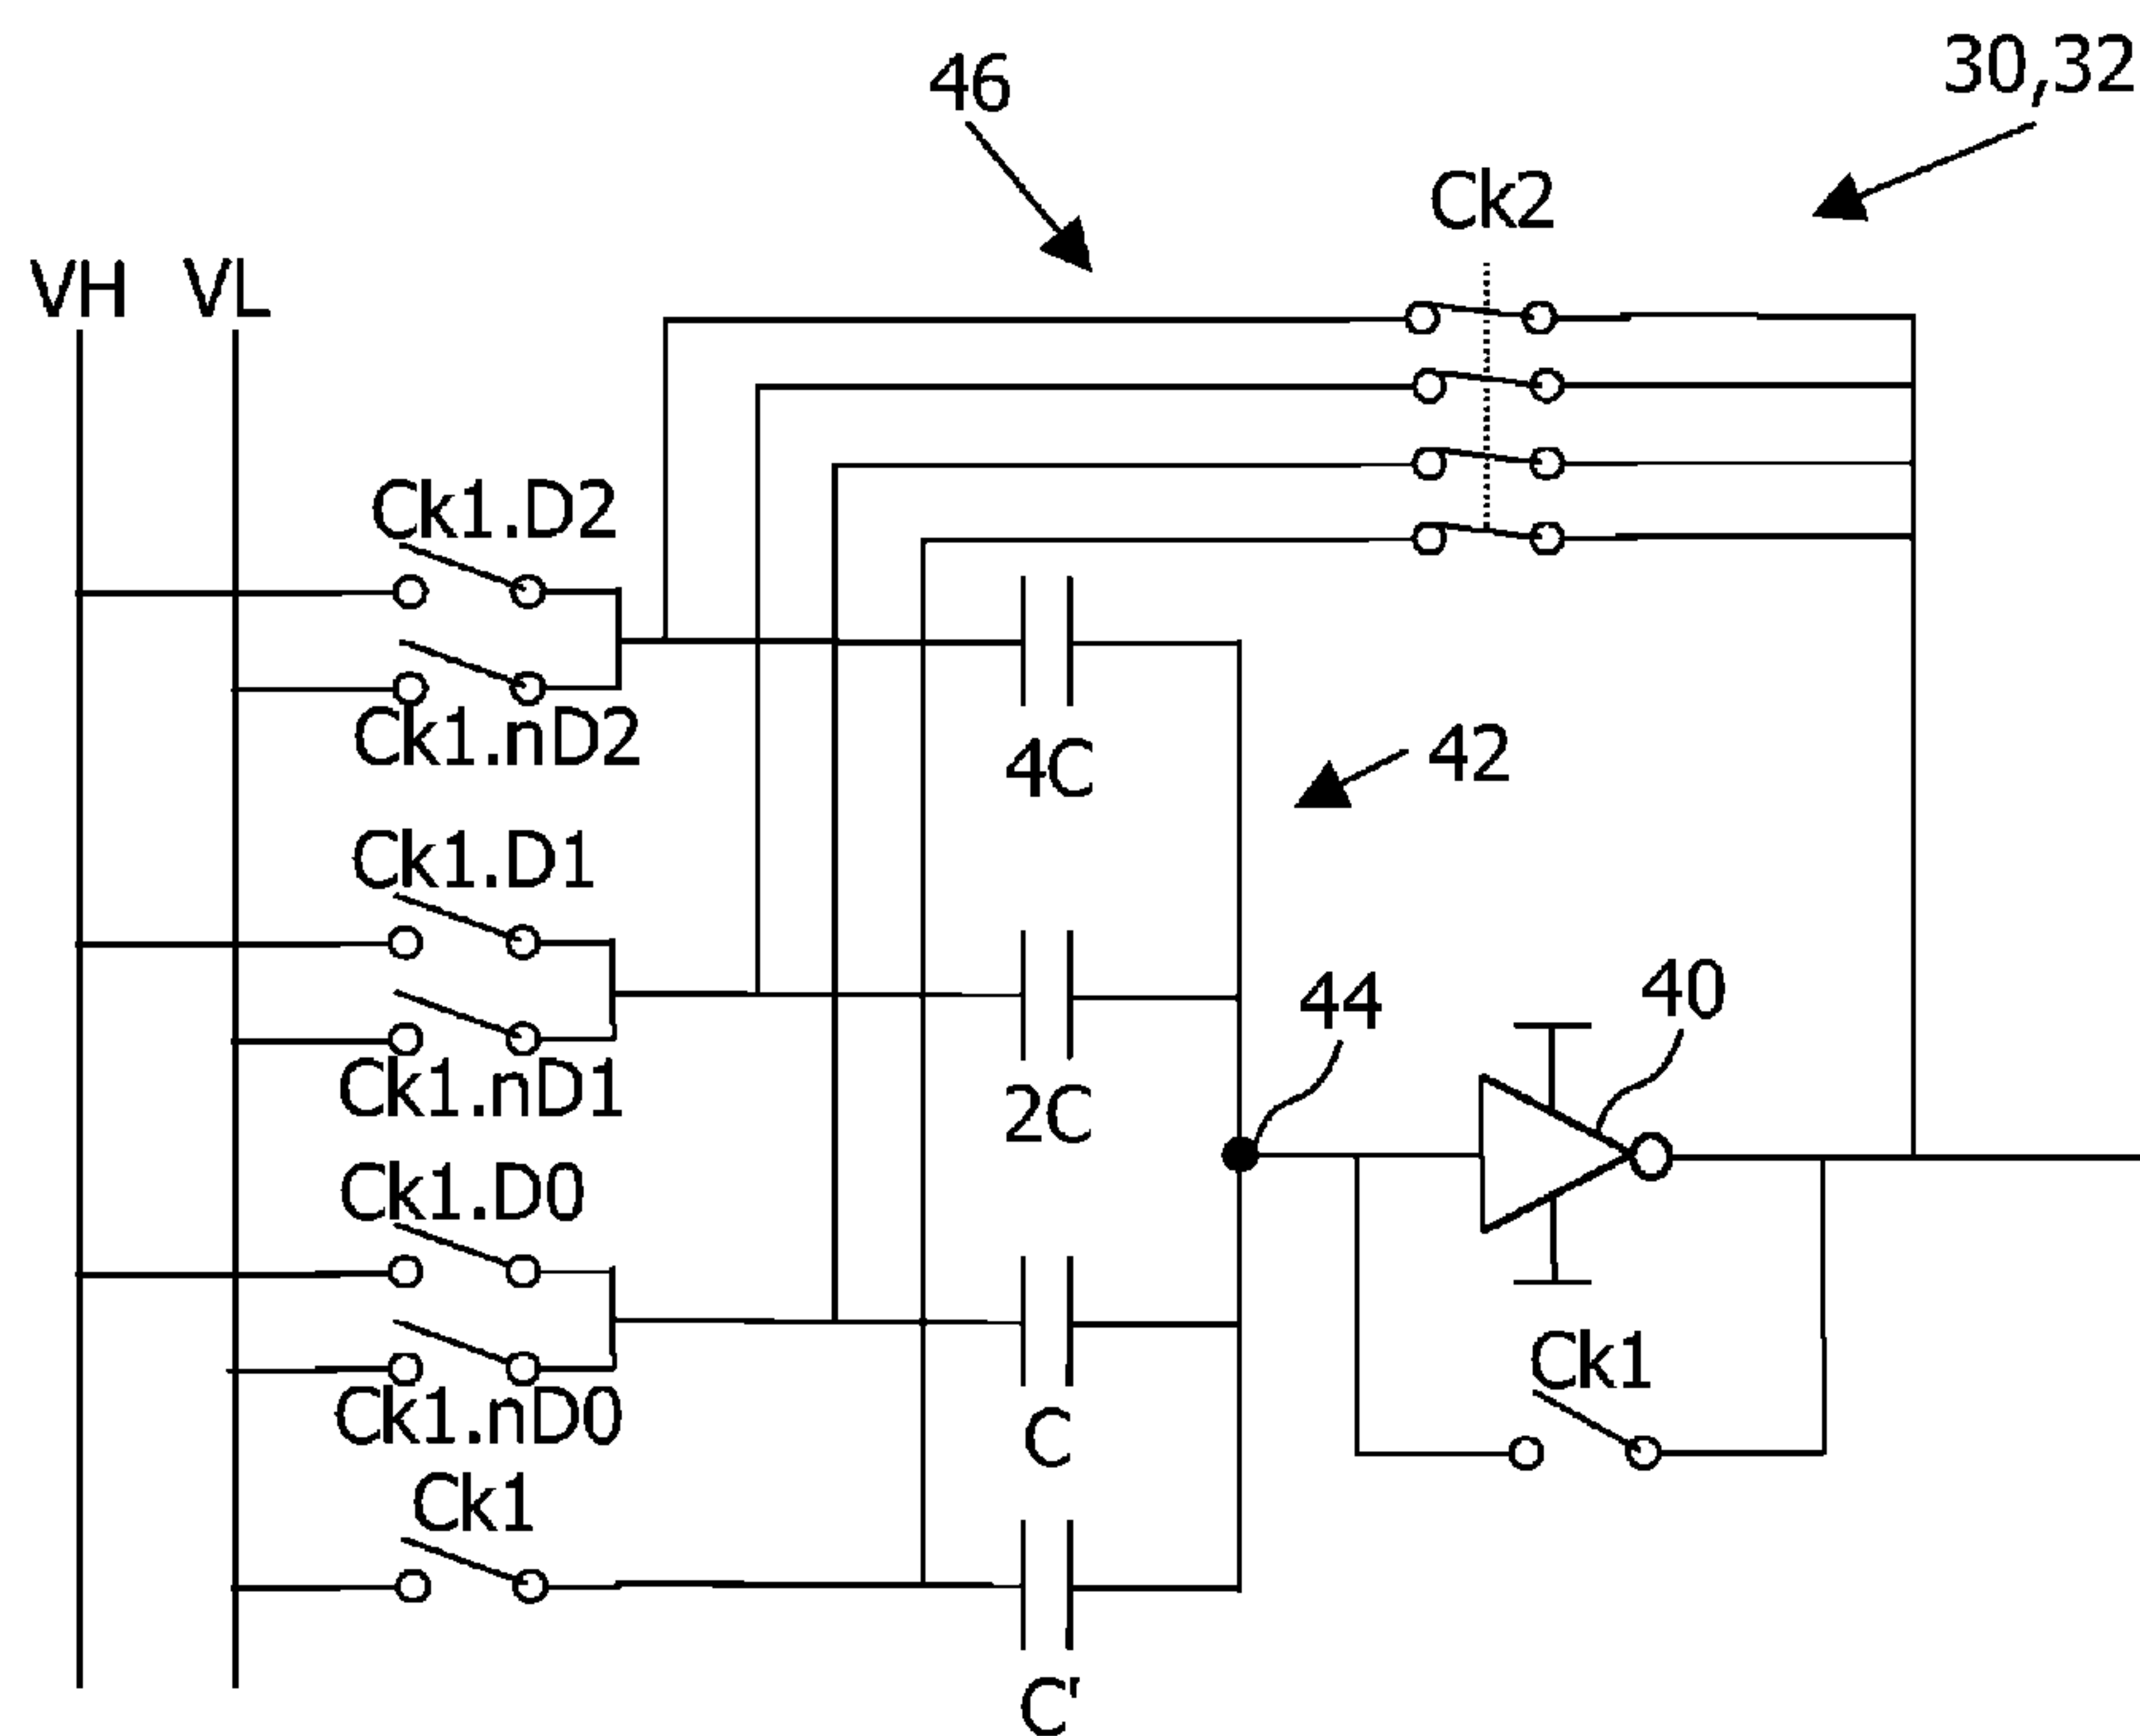 46
30,32
Ck2
VH
VL
Ck1.D2
Ck1.nD2
4C
42
Ck1.D1
Ck1.nD1
2C
44
40
Ck1.D0
Ck1.nD0
C
Ck1
Ck1
C'